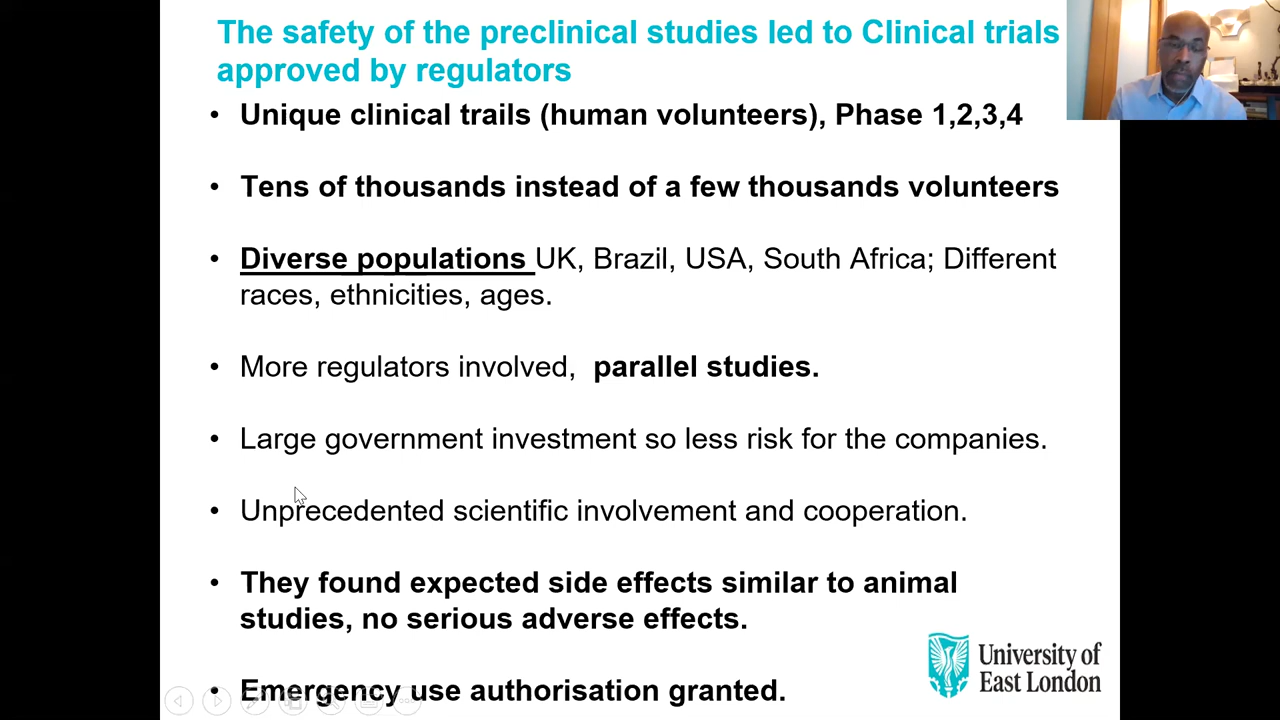 The safety of the preclinical studies led to Clinical trials
approved by regulators
• Unique clinical trails (human volunteers), Phase 1,2,3,4
• Tens of thousands instead of a few thousands volunteers
• Diverse populations UK, Brazil, USA, South Africa; Different
races, ethnicities, ages.
• More regulators involved, parallel studies.
• Large government investment so less risk for the companies.
• Unprecedented scientific involvement and cooperation.
• They found expected side effects similar to animal
studies, no serious adverse effects.
• Emergency use authorisation granted.
University of
East London